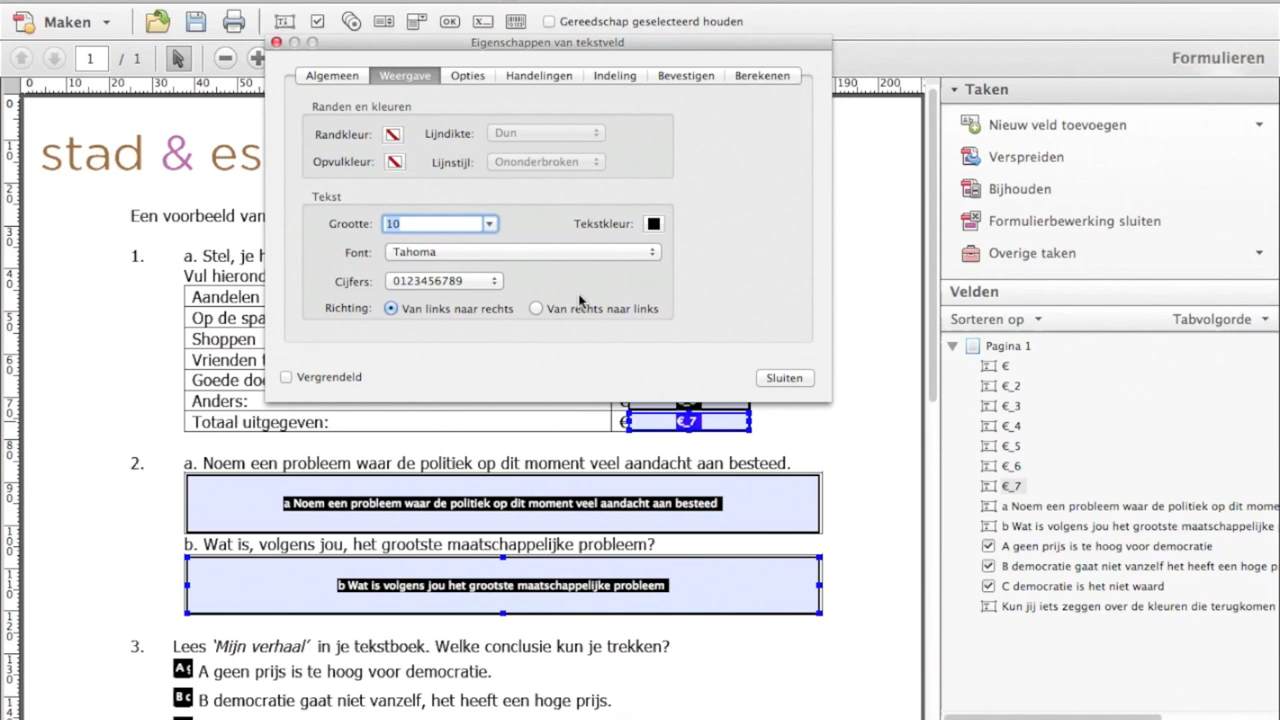 Maken
Gereedschap geselecteerd houden
1 / 1
Formulieren
Eigenschappen van tekstveld
Algemeen Weergave Opties Handelingen Indeling Bevestigen Berekenen
Randen en kleuren
Randkleur: Lijndikte: Dun
Opvulkleur: Lijnstijl: Ononderbroken
Tekst
Grootte: 10 Tekstkleur:
Font: Tahoma
Cijfers: 0123456789
Richting: Van links naar rechts Van rechts naar links
Vergrendeld
Sluiten
0 10 20 30 40 50 190 200
stad & es
Een voorbeeld van
1. a. Stel, je h
Vul hierond
Aandelen
Op de spa
Shoppen
Vrienden t
Goede doe
Anders:
Totaal uitgegeven: € €_7
2. a. Noem een probleem waar de politiek op dit moment veel aandacht aan besteed.
a Noem een probleem waar de politiek op dit moment veel aandacht aan besteed
b. Wat is, volgens jou, het grootste maatschappelijke probleem?
b Wat is volgens jou het grootste maatschappelijke probleem
3. Lees ‘Mijn verhaal’ in je tekstboek. Welke conclusie kun je trekken?
A geen prijs is te hoog voor democratie.
B democratie gaat niet vanzelf, het heeft een hoge prijs.
Taken
Nieuw veld toevoegen
Verspreiden
Bijhouden
Formulierbewerking sluiten
Overige taken
Velden
Sorteren op Tabvolgorde
Pagina 1
€
€_2
€_3
€_4
€_5
€_6
€_7
a Noem een probleem waar de politiek op dit mome
b Wat is volgens jou het grootste maatschappelijke
A geen prijs is te hoog voor democratie
B democratie gaat niet vanzelf het heeft een hoge p
C democratie is het niet waard
Kun jij iets zeggen over de kleuren die terugkomen